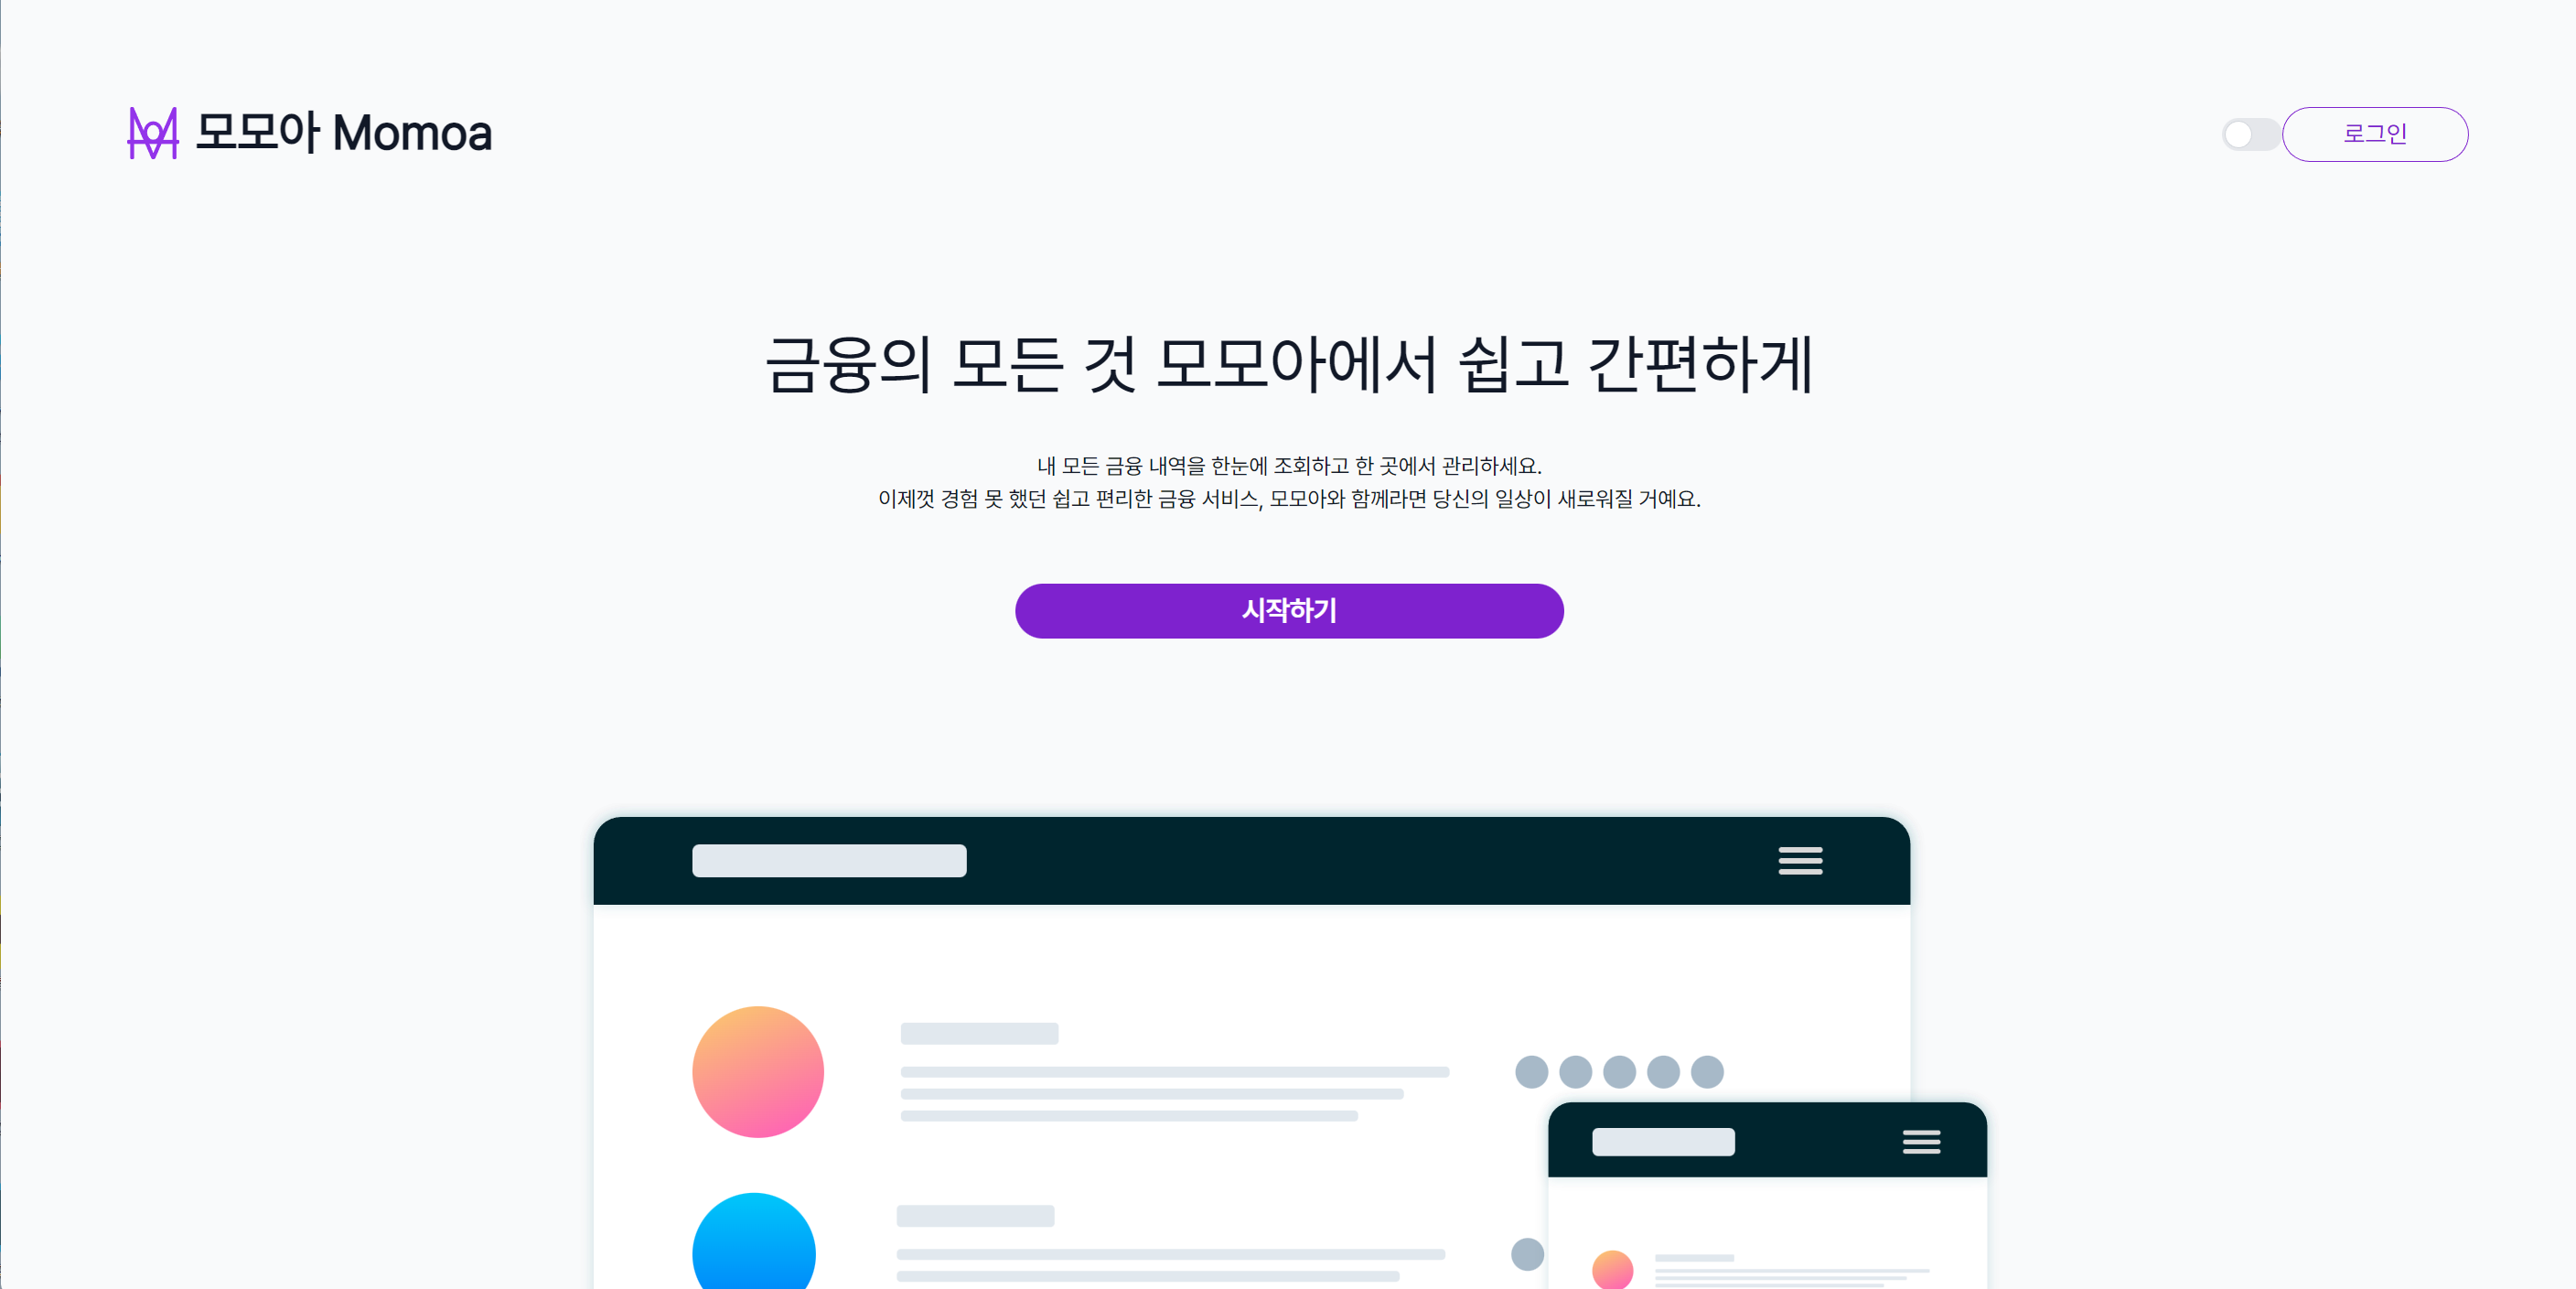 모모아 Momoa
로그인
금융의 모든 것 모모아에서 쉽고 간편하게
내 모든 금융 내역을 한눈에 조회하고 한 곳에서 관리하세요.
이제껏 경험 못 했던 쉽고 편리한 금융 서비스, 모모아와 함께라면 당신의 일상이 새로워질 거예요.
시작하기